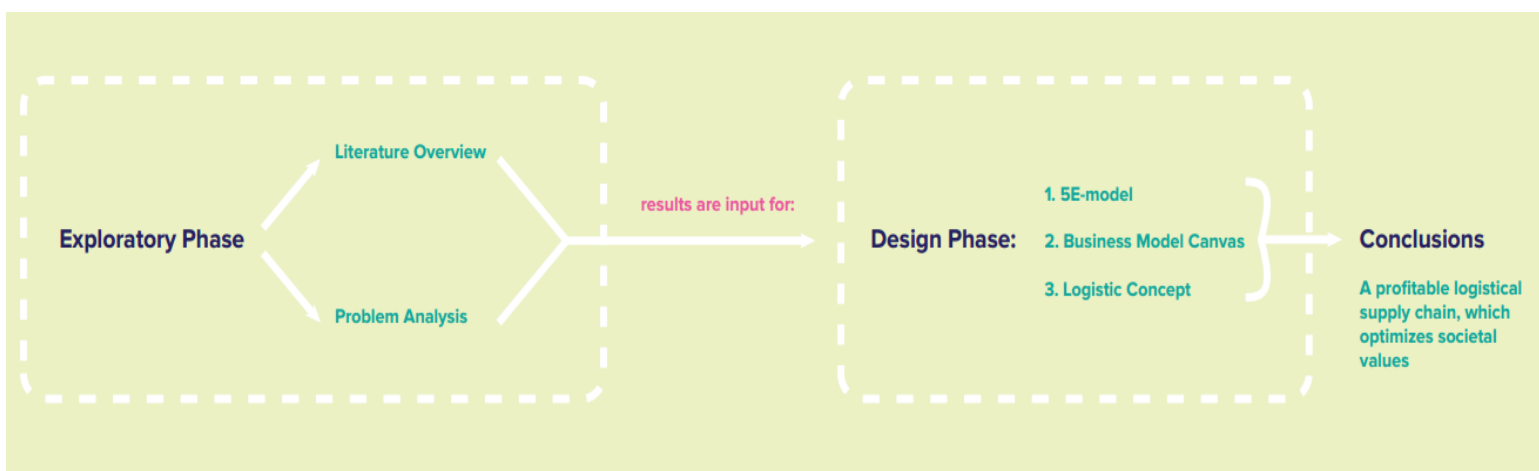 Literature Overview
Exploratory Phase
Problem Analysis
results are input for:
Design Phase:
1. 5E-model
2. Business Model Canvas
3. Logistic Concept
Conclusions
A profitable logistical
supply chain, which
optimizes societal
values